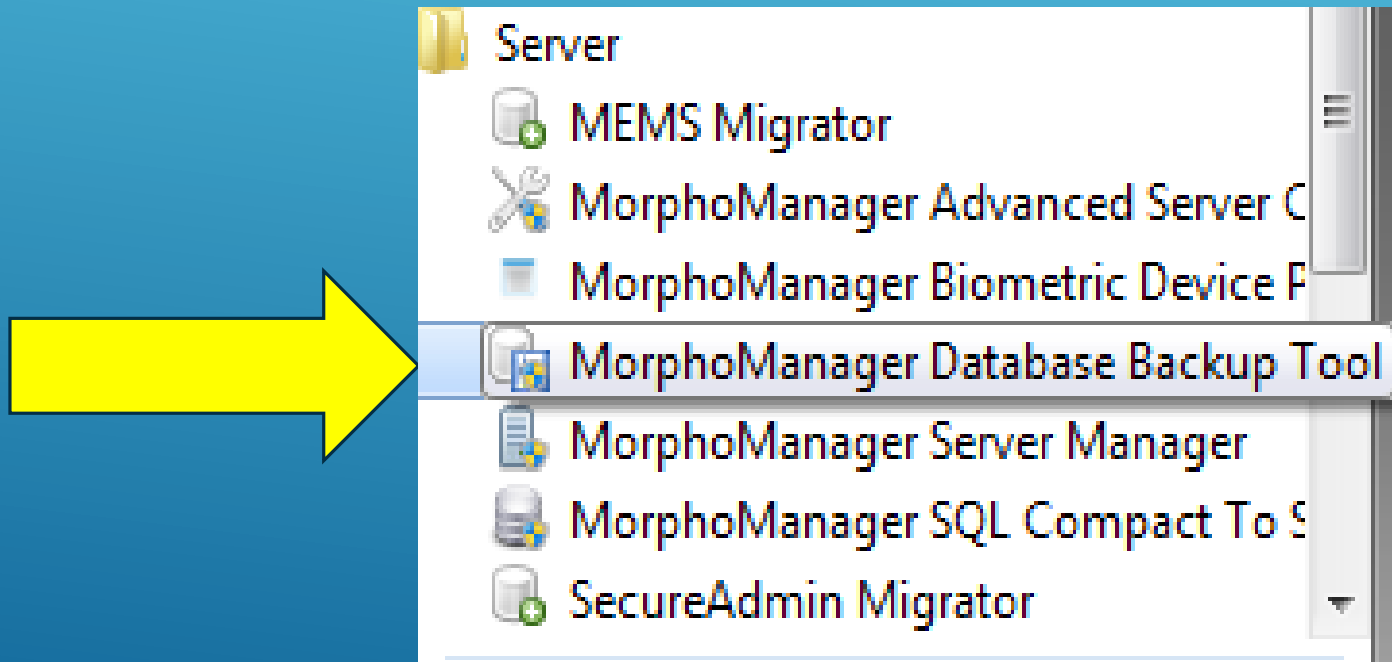 Server
MEMS Migrator
MorphoManager Advanced Server C
MorphoManager Biometric Device P
MorphoManager Database Backup Tool
MorphoManager Server Manager
MorphoManager SQL Compact To S
SecureAdmin Migrator